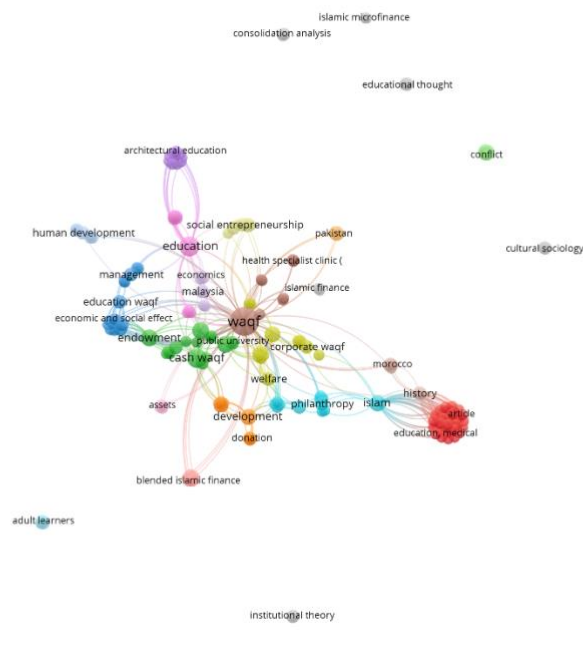 islamic microfinance
consolidation analysis
educational thought
architectural education
conflict
social entrepreneurship
human development
pakistan
education
cultural sociology
health specialist clinic (
management
economics
islamic finance
malaysia
education waqf
economic and social effect
waqf
endowment
public university
corporate waqf
cash waqf
morocco
welfare
history
assets
philanthropy
islam
development
article
donation
education, medical
blended islamic finance
adult learners
institutional theory